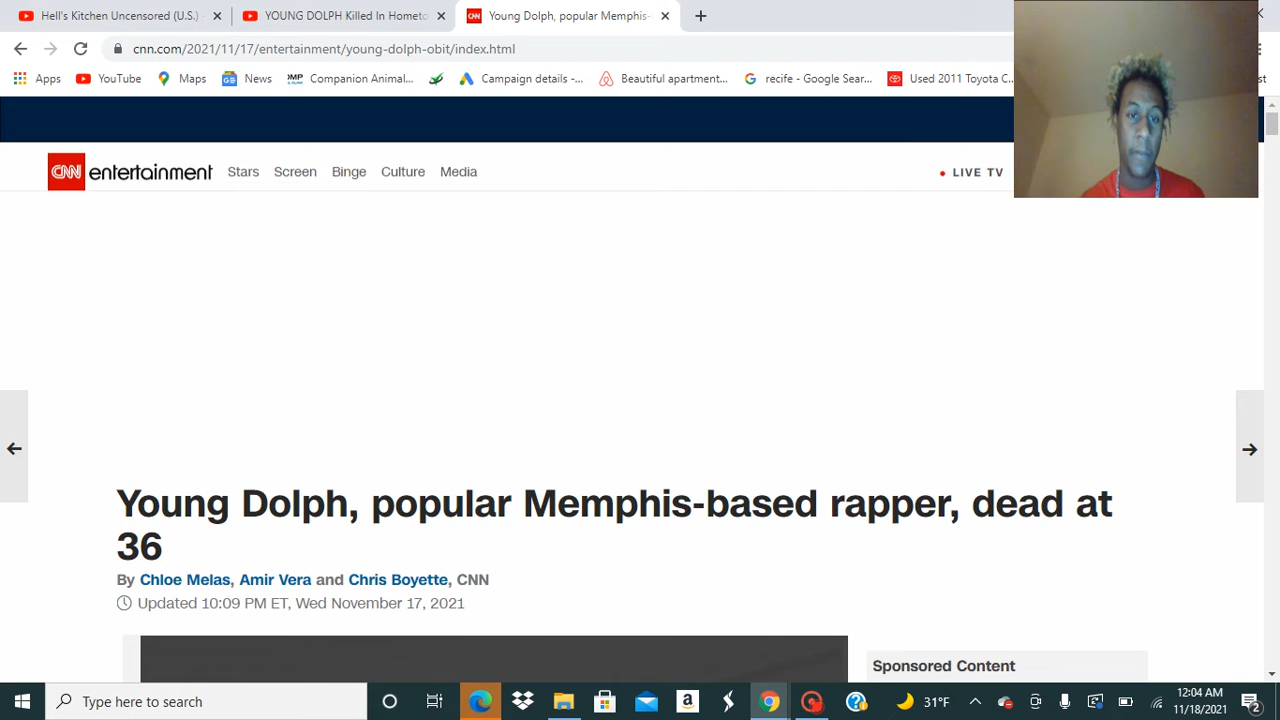 Hell's Kitchen Uncensored (U.S.)
YOUNG DOLPH Killed In Hometo
Young Dolph, popular Memphis-
cnn.com/2021/11/17/entertainment/young-dolph-obit/index.html
Apps YouTube Maps News Companion Animal... Campaign details -... Beautiful apartment... recife - Google Sear... Used 2011 Toyota C... st
CNN entertainment Stars Screen Binge Culture Media LIVE TV
Young Dolph, popular Memphis-based rapper, dead at
36
By Chloe Melas, Amir Vera and Chris Boyette, CNN
Updated 10:09 PM ET, Wed November 17, 2021
Sponsored Content
Type here to search
31°F
12:04 AM
11/18/2021
2